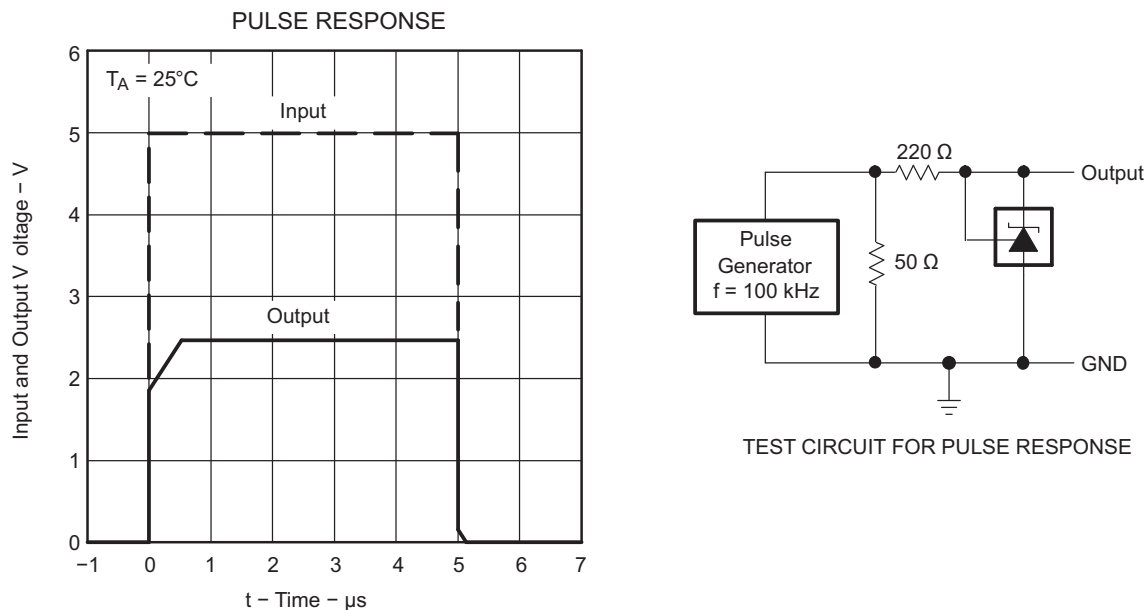 PULSE RESPONSE
6
T_A = 25°C
Input
5
4
3
Output
2
1
0
Input and Output V oltage − V
−1 0 1 2 3 4 5 6 7
t − Time − μs
220 Ω
Output
Pulse
Generator
f = 100 kHz
50 Ω
GND
TEST CIRCUIT FOR PULSE RESPONSE